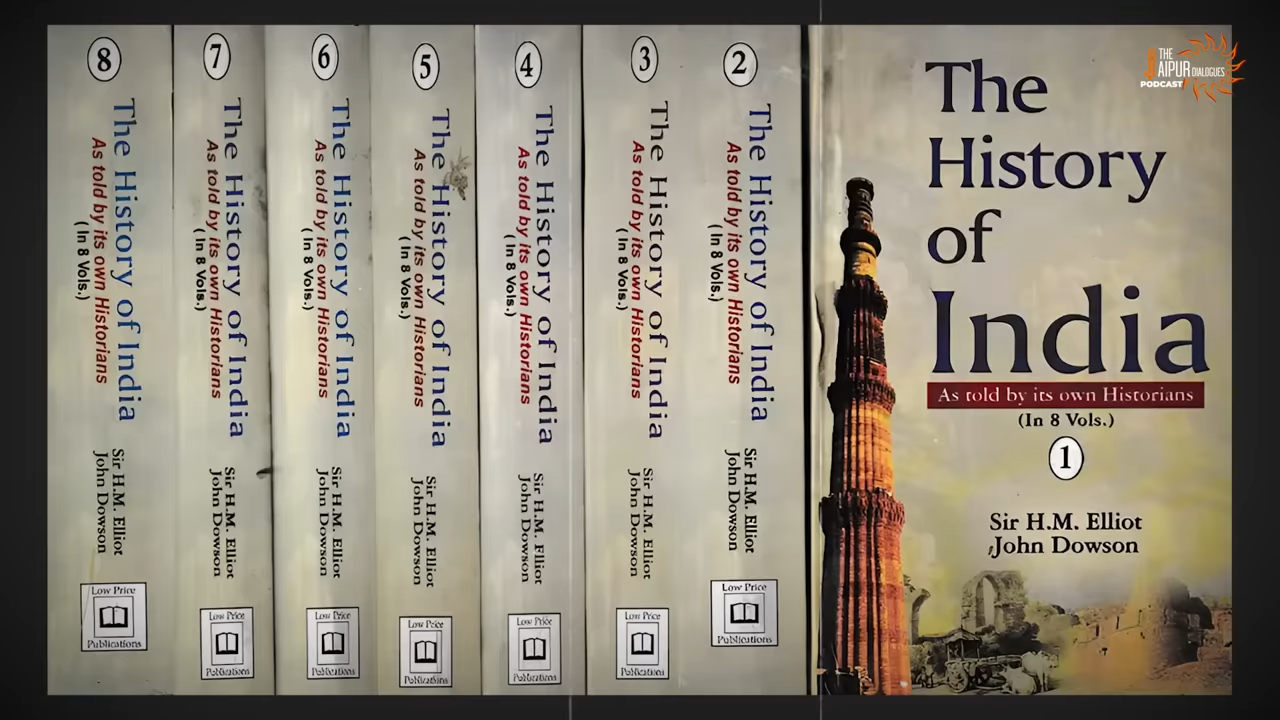 8
The History of India
As told by its own Historians
( In 8 Vols.)
Sir H.M. Elliot
John Dowson
Low Price
Publications
7
The History of India
As told by its own Historians
( In 8 Vols.)
Sir H.M. Elliot
John Dowson
Low Price
Publications
6
The History of India
As told by its own Historians
( In 8 Vols.)
Sir H.M. Elliot
John Dowson
Low Price
Publications
5
The History of India
As told by its own Historians
( In 8 Vols.)
Sir H.M. Elliot
John Dowson
Low Price
Publications
4
The History of India
As told by its own Historians
( In 8 Vols.)
Sir H.M. Elliot
John Dowson
Low Price
Publications
3
The History of India
As told by its own Historians
( In 8 Vols.)
Sir H.M. Elliot
John Dowson
Low Price
Publications
2
The History of India
As told by its own Historians
( In 8 Vols.)
Sir H.M. Elliot
John Dowson
Low Price
Publications
The
History
of
India
As told by its own Historians
(In 8 Vols.)
1
Sir H.M. Elliot
John Dowson
THE
JAIPUR DIALOGUES
PODCAST